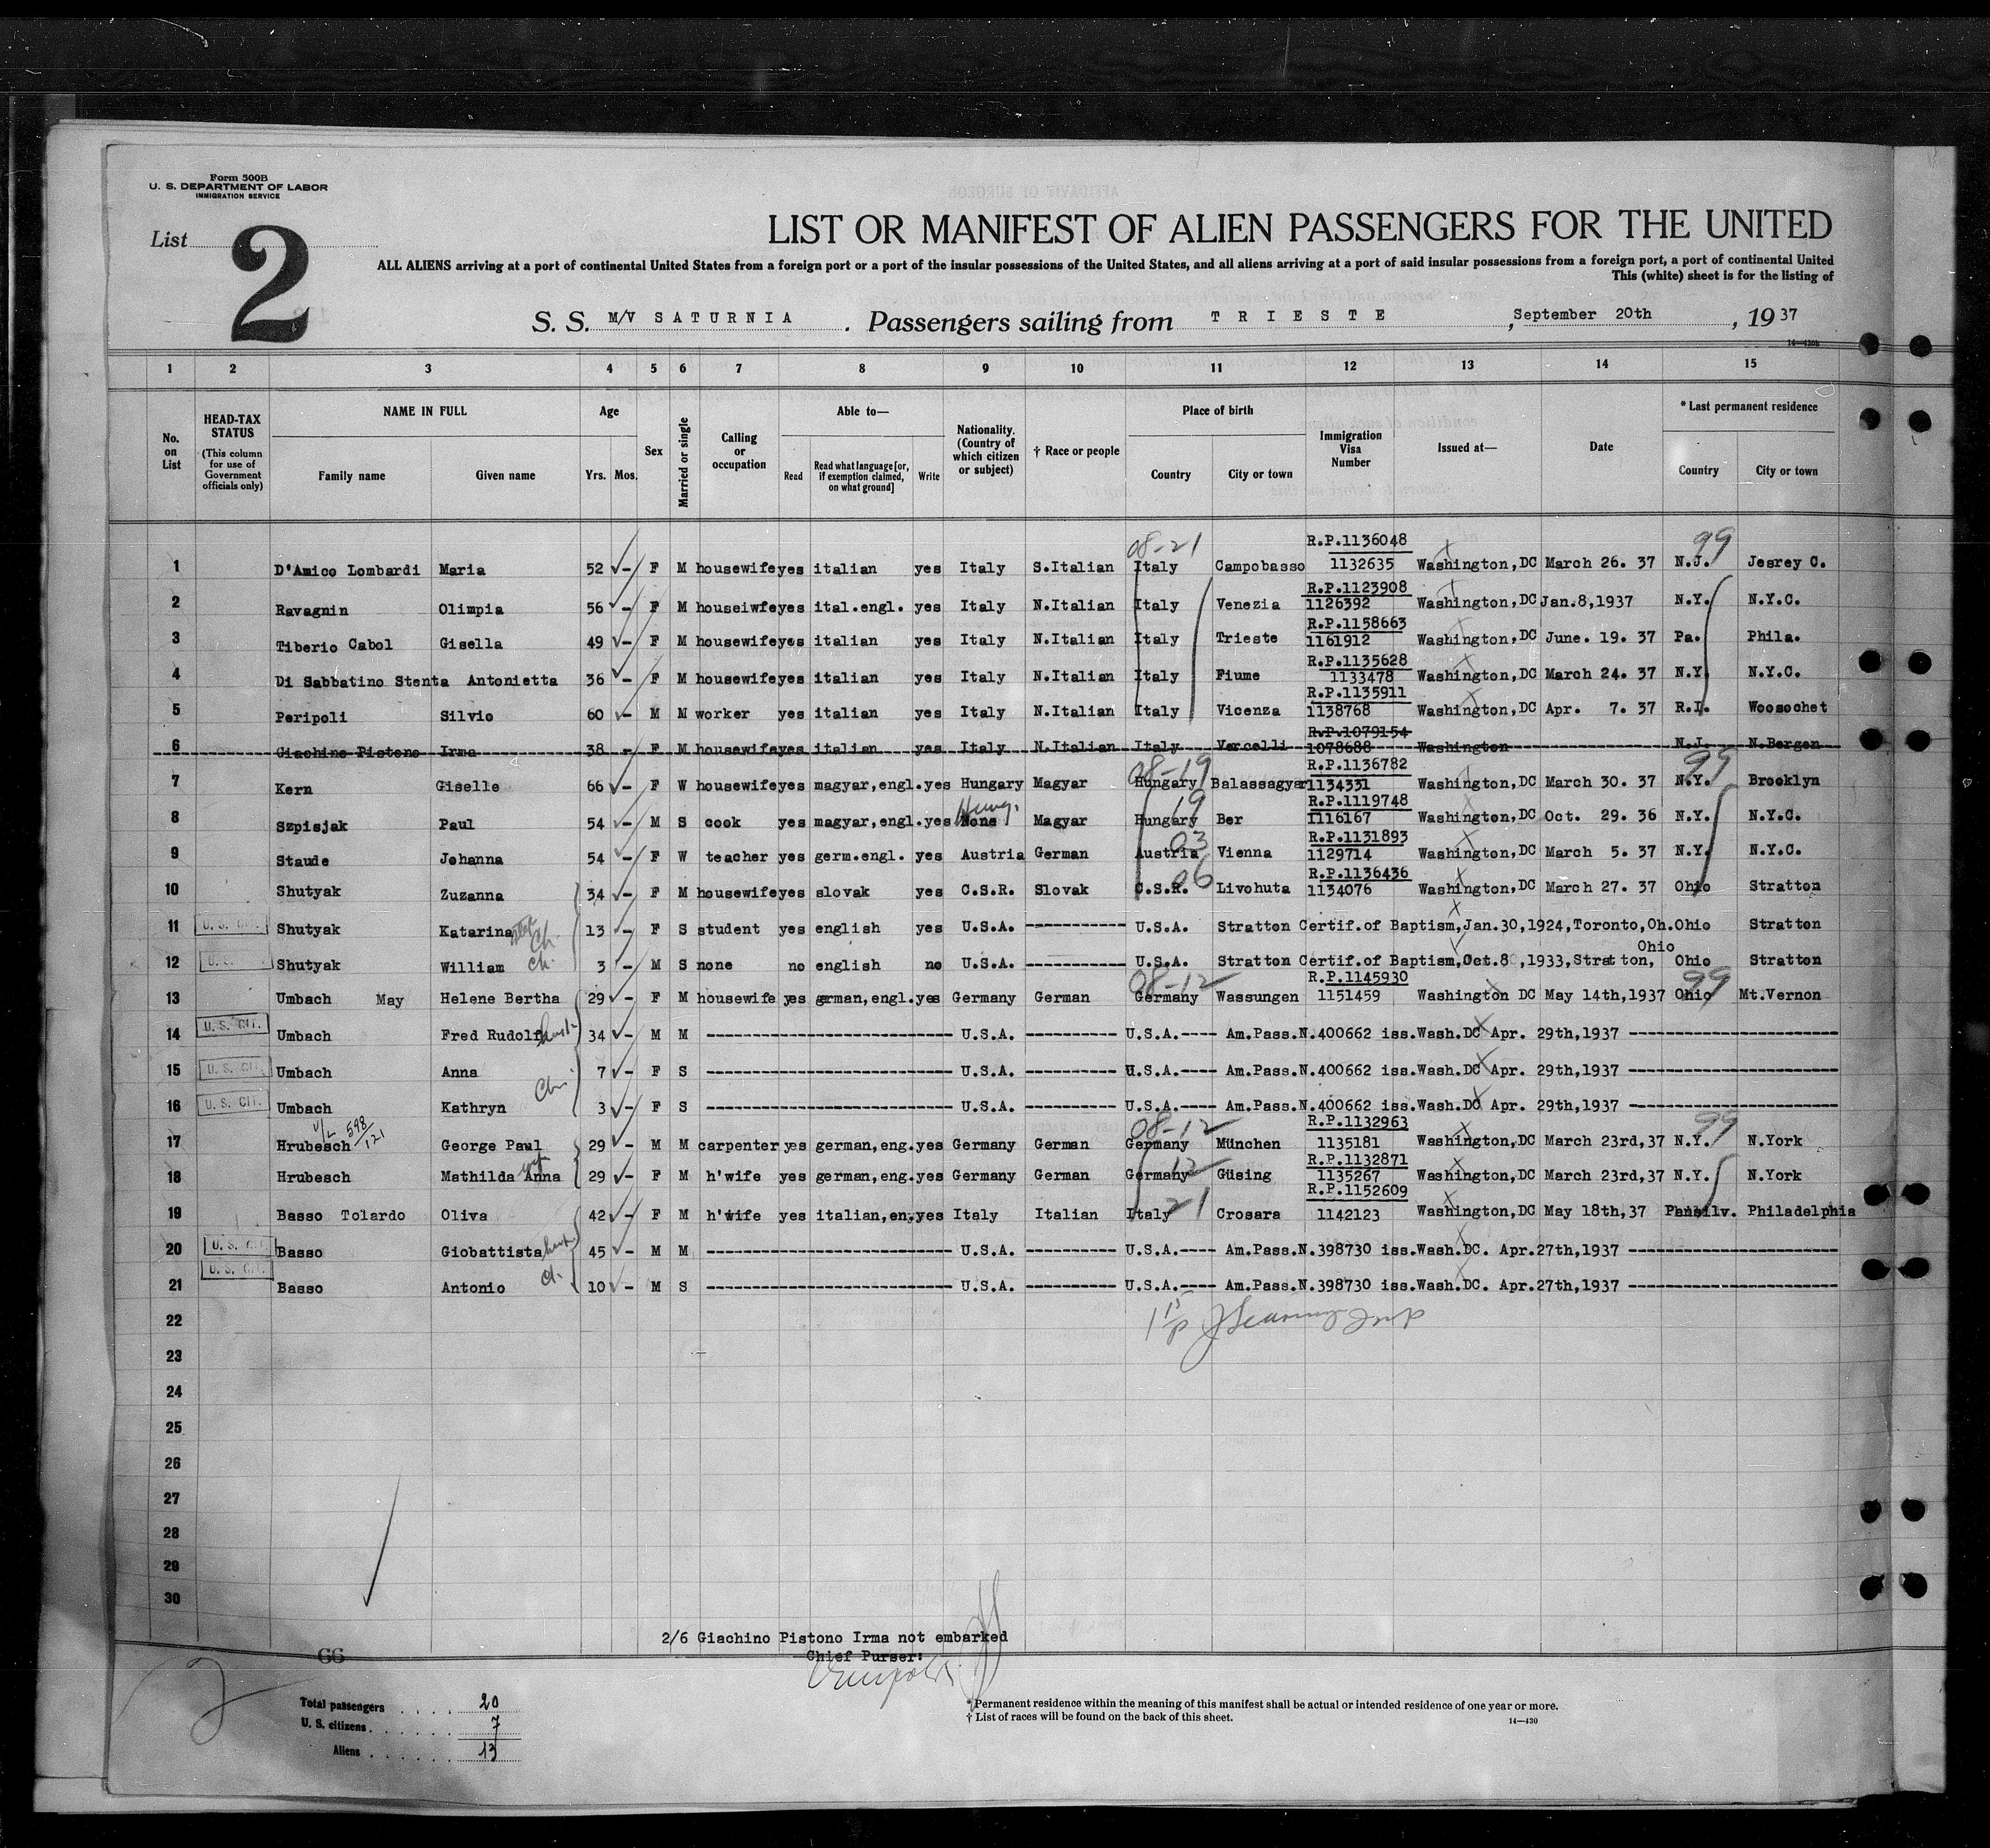 Form 500B
U. S. DEPARTMENT OF LABOR
IMMIGRATION SERVICE
List 2
LIST OR MANIFEST OF ALIEN PASSENGERS FOR THE UNITED
ALL ALIENS arriving at a port of continental United States from a foreign port or a port of the insular possessions of the United States, and all aliens arriving at a port of said insular possessions from a foreign port, a port of continental United
This (white) sheet is for the listing of
S. S. M/V SATURNIA . Passengers sailing from TRIESTE , September 20th , 19 37
14—430b
1 2 3 4 5 6 7 8 9 10 11 12 13 14 15
No. on List
HEAD-TAX STATUS (This column for use of Government officials only)
NAME IN FULL Family name Given name
Age Yrs. Mos.
Sex
Married or single
Calling or occupation
Able to— Read Read what language [or, if exemption claimed, on what ground] Write
Nationality. (Country of which citizen or subject)
† Race or people
Place of birth Country City or town
Immigration Visa Number
Issued at—
Date
* Last permanent residence Country City or town
08-21 R.P.1136048 99
1 D'Amico Lombardi Maria 52 - F M housewife yes italian yes Italy S.Italian Italy Campobasso 1132635 Washington,DC March 26. 37 N.J. Jesrey C.
R.P.1123908
2 Ravagnin Olimpia 56 - F M houseiwfe yes ital.engl. yes Italy N.Italian Italy Venezia 1126392 Washington,DC Jan.8,1937 N.Y. N.Y.C.
R.P.1158663
3 Tiberio Cabol Gisella 49 - F M housewife yes italian yes Italy N.Italian Italy Trieste 1161912 Washington,DC June. 19. 37 Pa. Phila.
R.P.1135628
4 Di Sabbatino Stenta Antonietta 36 - F M housewife yes italian yes Italy N.Italian Italy Fiume 1133478 Washington,DC March 24. 37 N.Y. N.Y.C.
R.P.1135911
5 Peripoli Silvio 60 - M M worker yes italian yes Italy N.Italian Italy Vicenza 1138768 Washington,DC Apr. 7. 37 R.I. Woosochet
R.P.1079154
6 Giachino Pistono Irma 38 - F M housewife yes italian yes Italy N.Italian Italy Vercelli 1078688 Washington N.J. N.Bergen
08-19 R.P.1136782 99
7 Kern Giselle 66 - F W housewife yes magyar,engl. yes Hungary Magyar Hungary Balassagyar 1134331 Washington,DC March 30. 37 N.Y. Brooklyn
Hung. 19 R.P.1119748
8 Szpisjak Paul 54 - M S cook yes magyar,engl. yes None Magyar Hungary Ber 1116167 Washington,DC Oct. 29. 36 N.Y. N.Y.C.
03 R.P.1131893
9 Staude Johanna 54 - F W teacher yes germ.engl. yes Austria German Austria Vienna 1129714 Washington,DC March 5. 37 N.Y. N.Y.C.
06 R.P.1136436
10 Shutyak Zuzanna 34 - F M housewife yes slovak yes C.S.R. Slovak C.S.R. Livohuta 1134076 Washington,DC March 27. 37 Ohio Stratton
11 U. S. CIT. Shutyak Katarina Ch. 13 - F S student yes english yes U.S.A. ---------- U.S.A. Stratton Certif.of Baptism,Jan.30,1924,Toronto,Oh. Ohio Stratton
Ohio
12 U. S. Shutyak William Ch. 3 - M S none no english no U.S.A. ---------- U.S.A. Stratton Certif.of Baptism,Oct.8 ,1933,Stratton, Ohio Stratton
08-12 R.P.1145930 99
13 Umbach May Helene Bertha 29 - F M housewife yes grman,engl. yes Germany German Germany Wassungen 1151459 Washington DC May 14th,1937 Ohio Mt.Vernon
14 U. S. CIT. Umbach Fred Rudolf 34 - M M ---------- U.S.A. ---------- U.S.A.---- Am.Pass.N.400662 iss.Wash.DC Apr. 29th,1937 ----------
15 U. S. CIT. Umbach Anna 7 - F S ---------- U.S.A. ---------- U.S.A.---- Am.Pass.N.400662 iss.Wash.DC Apr. 29th,1937 ----------
16 U. S. CIT. Umbach Kathryn Ch. 3 - F S ---------- U.S.A. ---------- U.S.A.---- Am.Pass.N.400662 iss.Wash.DC Apr. 29th,1937 ----------
598/121 08-12 R.P.1132963 99
17 Hrubesch George Paul 29 - M M carpenter yes german,eng. yes Germany German Germany München 1135181 Washington,DC March 23rd,37 N.Y. N.York
wife 12 R.P.1132871
18 Hrubesch Mathilda Anna 29 - F M h'wife yes german,eng. yes Germany German Germany Güsing 1135267 Washington,DC March 23rd,37 N.Y. N.York
21 R.P.1152609
19 Basso Tolardo Oliva 42 - F M h'wife yes italian,en. yes Italy Italian Italy Crosara 1142123 Washington,DC May 18th,37 Pensilv. Philadelphia
20 U. S. CIT Basso Giobattista 45 - M M ---------- U.S.A. ---------- U.S.A.---- Am.Pass.N.398730 iss.Wash.DC. Apr.27th,1937 ----------
21 U. S. CIT. Basso Antonio Ch. 10 - M S ---------- U.S.A. ---------- U.S.A.---- Am.Pass.N.398730 iss.Wash.DC. Apr.27th,1937 ----------
22
23
24
25
26
27
28
29
30
2/6 Giachino Pistono Irma not embarked
Chief Purser:
66
2
Total passengers . . . . 20
U. S. citizens . . . . . . 7
Aliens . . . . . . 13
* Permanent residence within the meaning of this manifest shall be actual or intended residence of one year or more.
† List of races will be found on the back of this sheet.
14—430